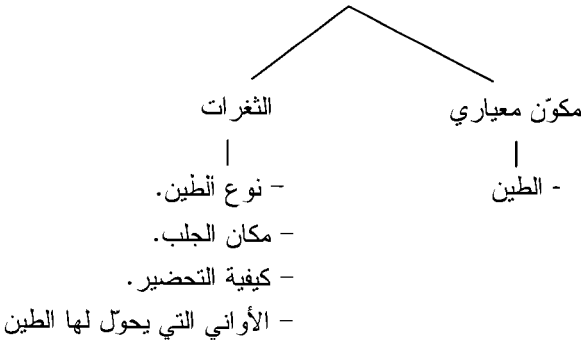 مكوّن معياري
الثغرات
- الطين
- نوع الطين.
- مكان الجلب.
- كيفية التحضير.
- الأواني التي يحوّل لها الطين